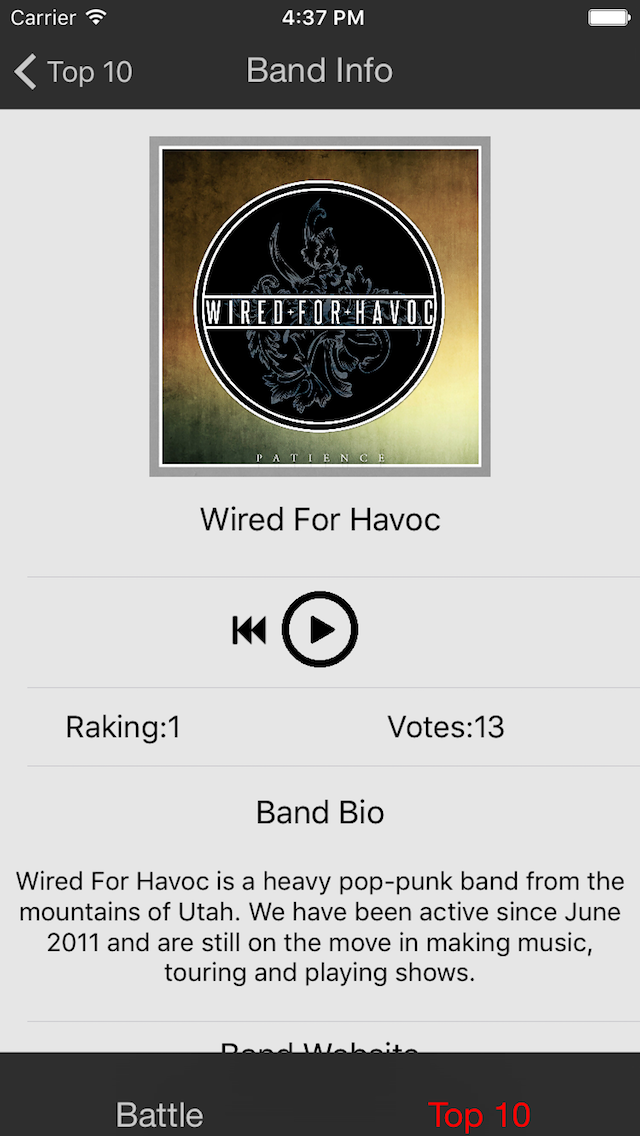 Carrier 4:37 PM
Top 10 Band Info
WIRED+FOR+HAVOC
PATIENCE
Wired For Havoc
Raking:1 Votes:13
Band Bio
Wired For Havoc is a heavy pop-punk band from the
mountains of Utah. We have been active since June
2011 and are still on the move in making music,
touring and playing shows.
Band Website
Battle Top 10